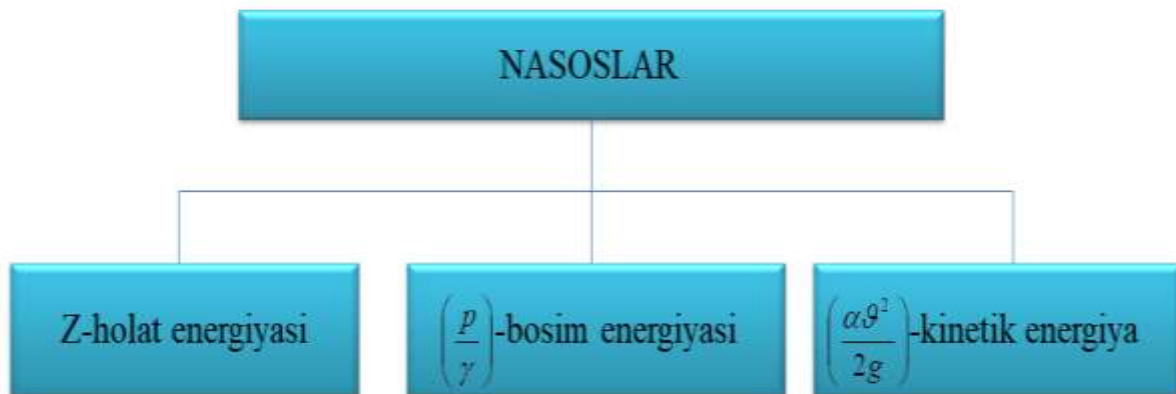 NASOSLAR
Z-holat energiyasi
(p/γ)-bosim energiyasi
(αϑ²/2g)-kinetik energiya